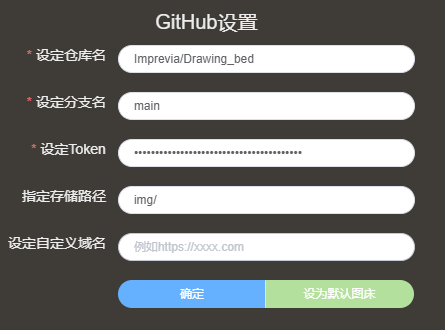 GitHub设置
* 设定仓库名 Imprevia/Drawing_bed
* 设定分支名 main
* 设定Token ••••••••••••••••••••••••••••••••••••••••
指定存储路径 img/
设定自定义域名 例如https://xxxx.com
确定 设为默认图床